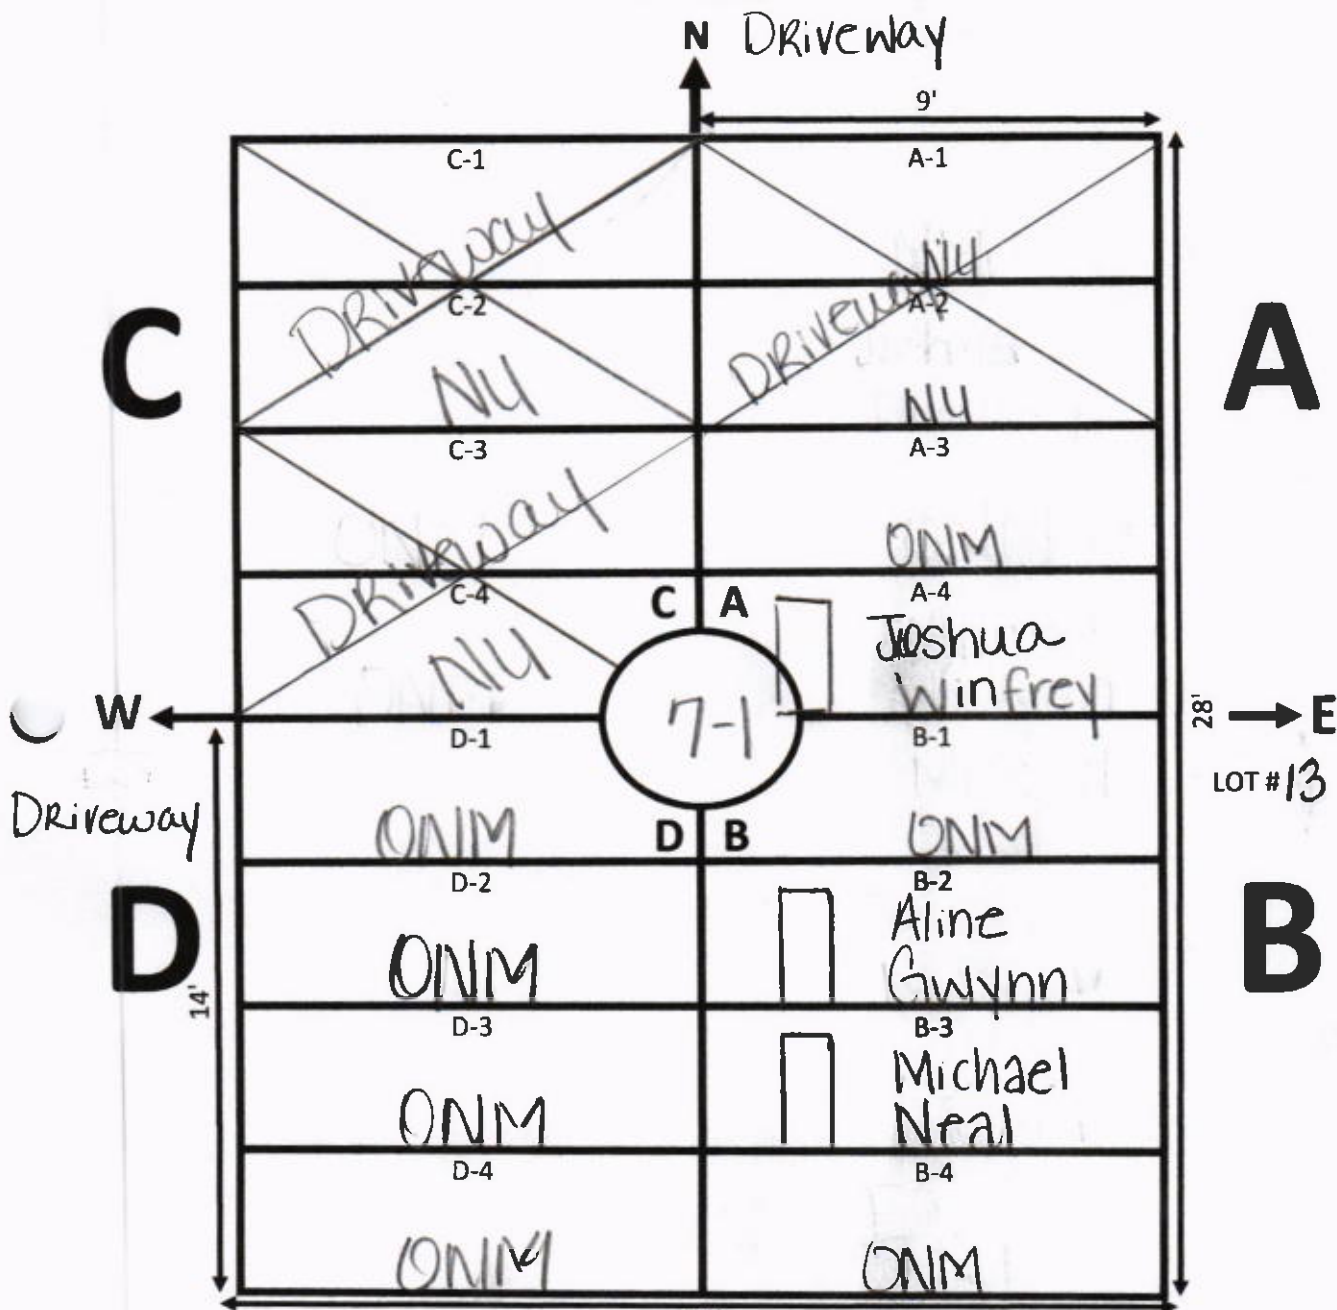 N DRiveway
9'
C-1 A-1
DRiveway NU
C-2 A-2
DRiveway
NU NU
C A
C-3 A-3
DRiveway ONM
C-4 C A A-4
NU Joshua
Winfrey
W 7-1 28' E
D-1 B-1
LOT #13
DRiveway
ONM D B ONM
D-2 B-2
D B
ONM Aline
Gwynn
14'
D-3 B-3
ONM Michael
Neal
D-4 B-4
ONM ONM